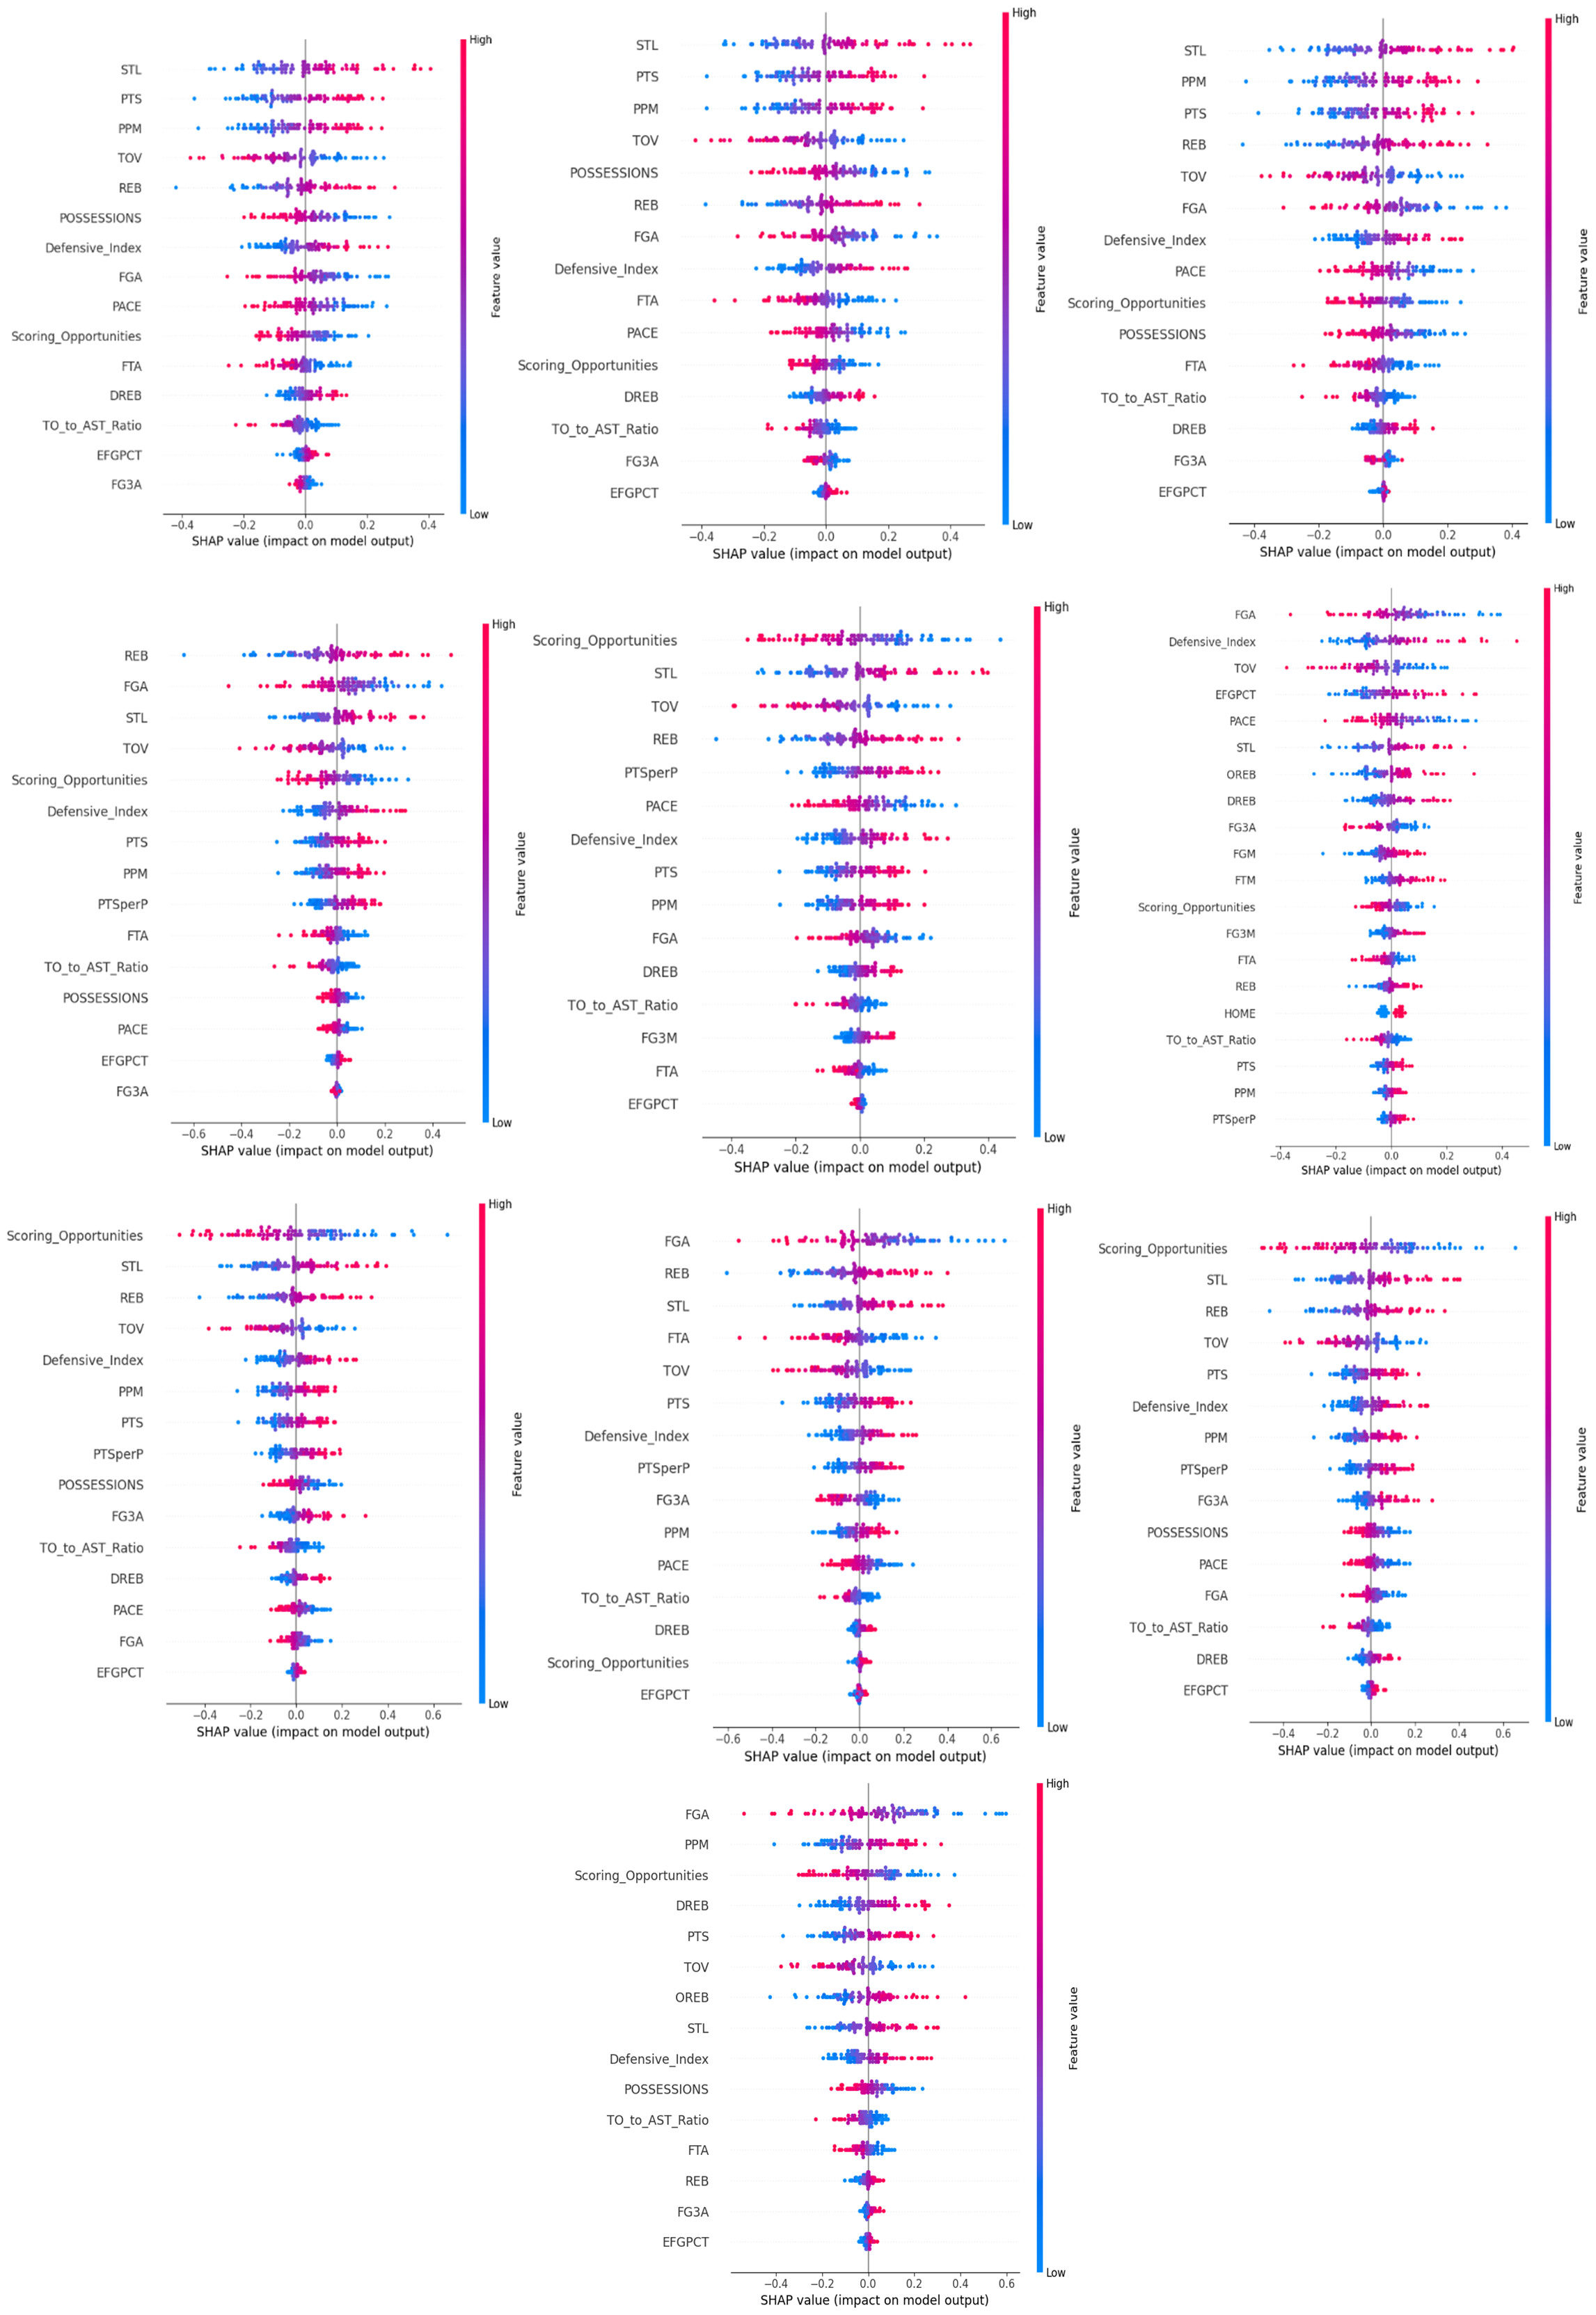 High
STL
PTS
PPM
TOV
REB
POSSESSIONS
Defensive_Index
FGA
PACE
Scoring_Opportunities
FTA
DREB
TO_to_AST_Ratio
EFGPCT
FG3A
Feature value
Low
−0.4 −0.2 0.0 0.2 0.4
SHAP value (impact on model output)
High
STL
PTS
PPM
TOV
POSSESSIONS
REB
FGA
Defensive_Index
FTA
PACE
Scoring_Opportunities
DREB
TO_to_AST_Ratio
FG3A
EFGPCT
Feature value
Low
−0.4 −0.2 0.0 0.2 0.4
SHAP value (impact on model output)
High
STL
PPM
PTS
REB
TOV
FGA
Defensive_Index
PACE
Scoring_Opportunities
POSSESSIONS
FTA
TO_to_AST_Ratio
DREB
FG3A
EFGPCT
Feature value
Low
−0.4 −0.2 0.0 0.2 0.4
SHAP value (impact on model output)
High
REB
FGA
STL
TOV
Scoring_Opportunities
Defensive_Index
PTS
PPM
PTSperP
FTA
TO_to_AST_Ratio
POSSESSIONS
PACE
EFGPCT
FG3A
Feature value
Low
−0.6 −0.4 −0.2 0.0 0.2 0.4
SHAP value (impact on model output)
High
Scoring_Opportunities
STL
TOV
REB
PTSperP
PACE
Defensive_Index
PTS
PPM
FGA
DREB
TO_to_AST_Ratio
FG3M
FTA
EFGPCT
Feature value
Low
−0.4 −0.2 0.0 0.2 0.4
SHAP value (impact on model output)
High
FGA
Defensive_Index
TOV
EFGPCT
PACE
STL
OREB
DREB
FG3A
FGM
FTM
Scoring_Opportunities
FG3M
FTA
REB
HOME
TO_to_AST_Ratio
PTS
PPM
PTSperP
Feature value
Low
−0.4 −0.2 0.0 0.2 0.4
SHAP value (impact on model output)
High
Scoring_Opportunities
STL
REB
TOV
Defensive_Index
PPM
PTS
PTSperP
POSSESSIONS
FG3A
TO_to_AST_Ratio
DREB
PACE
FGA
EFGPCT
Feature value
Low
−0.4 −0.2 0.0 0.2 0.4 0.6
SHAP value (impact on model output)
High
FGA
REB
STL
FTA
TOV
PTS
Defensive_Index
PTSperP
FG3A
PPM
PACE
TO_to_AST_Ratio
DREB
Scoring_Opportunities
EFGPCT
Feature value
Low
−0.6 −0.4 −0.2 0.0 0.2 0.4 0.6
SHAP value (impact on model output)
High
Scoring_Opportunities
STL
REB
TOV
PTS
Defensive_Index
PPM
PTSperP
FG3A
POSSESSIONS
PACE
FGA
TO_to_AST_Ratio
DREB
EFGPCT
Feature value
Low
−0.4 −0.2 0.0 0.2 0.4 0.6
SHAP value (impact on model output)
High
FGA
PPM
Scoring_Opportunities
DREB
PTS
TOV
OREB
STL
Defensive_Index
POSSESSIONS
TO_to_AST_Ratio
FTA
REB
FG3A
EFGPCT
Feature value
Low
−0.4 −0.2 0.0 0.2 0.4 0.6
SHAP value (impact on model output)